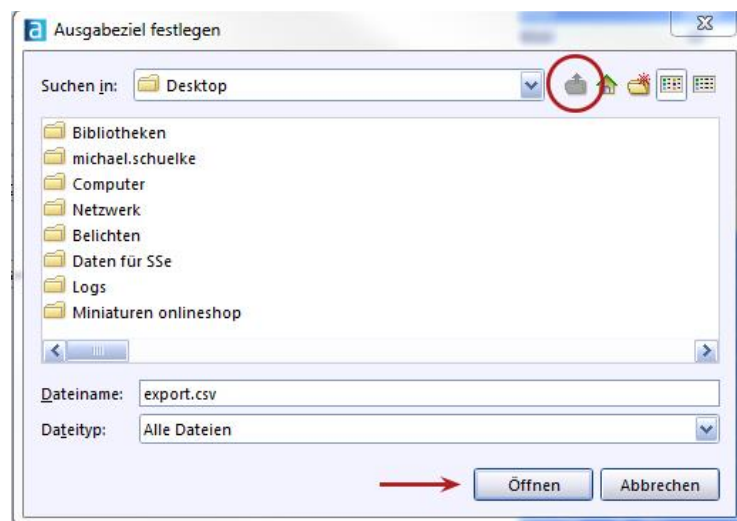 Ausgabeziel festlegen
Suchen in: Desktop
Bibliotheken
michael.schuelke
Computer
Netzwerk
Belichten
Daten für SSe
Logs
Miniaturen onlineshop
Dateiname: export.csv
Dateityp: Alle Dateien
Öffnen Abbrechen